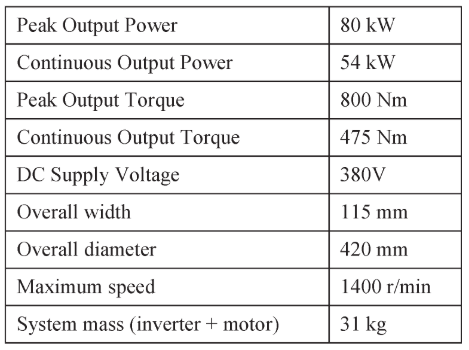 Peak Output Power 80 kW
Continuous Output Power 54 kW
Peak Output Torque 800 Nm
Continuous Output Torque 475 Nm
DC Supply Voltage 380V
Overall width 115 mm
Overall diameter 420 mm
Maximum speed 1400 r/min
System mass (inverter + motor) 31 kg